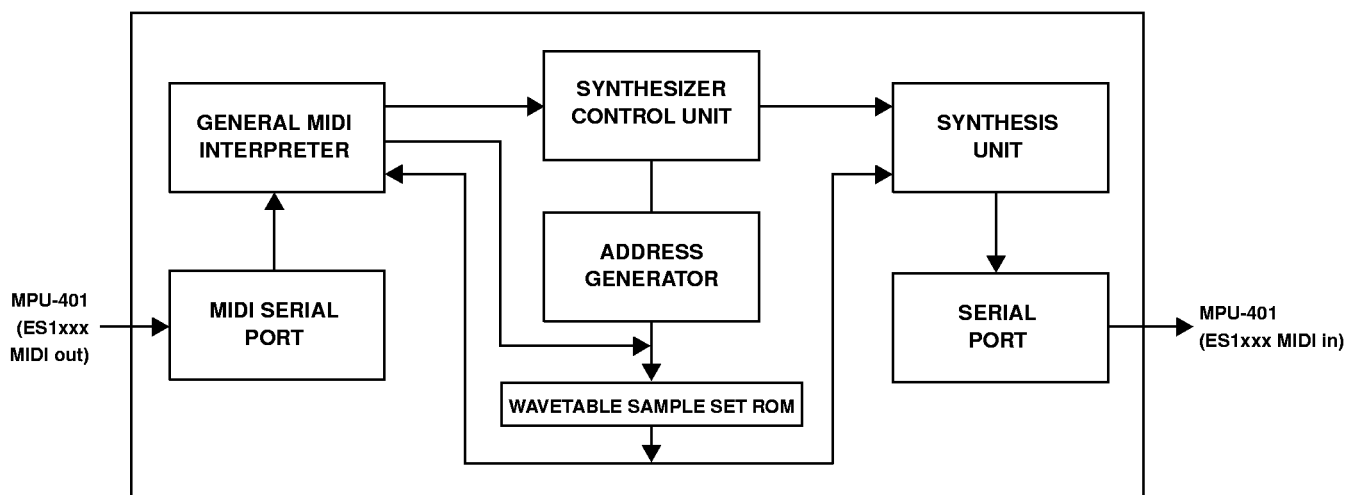 SYNTHESIZER
CONTROL UNIT
GENERAL MIDI
INTERPRETER
SYNTHESIS
UNIT
ADDRESS
GENERATOR
MPU-401
(ES1xxx
MIDI out)
MIDI SERIAL
PORT
SERIAL
PORT
MPU-401
(ES1xxx MIDI in)
WAVETABLE SAMPLE SET ROM